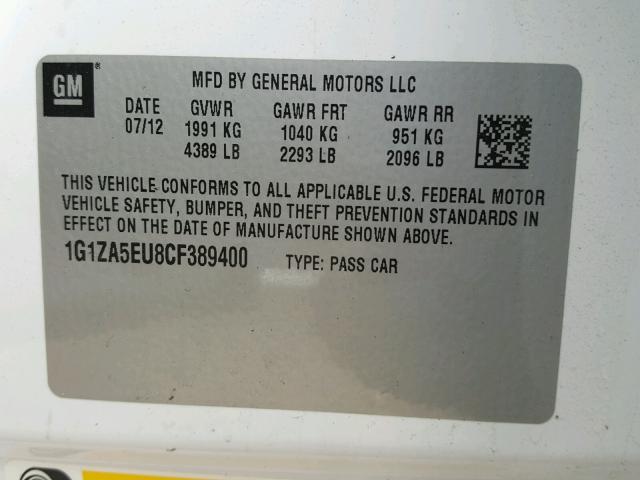 GM®
MFD BY GENERAL MOTORS LLC
DATE GVWR GAWR FRT GAWR RR
07/12 1991 KG 1040 KG 951 KG
4389 LB 2293 LB 2096 LB
THIS VEHICLE CONFORMS TO ALL APPLICABLE U.S. FEDERAL MOTOR
VEHICLE SAFETY, BUMPER, AND THEFT PREVENTION STANDARDS IN
EFFECT ON THE DATE OF MANUFACTURE SHOWN ABOVE.
1G1ZA5EU8CF389400 TYPE: PASS CAR